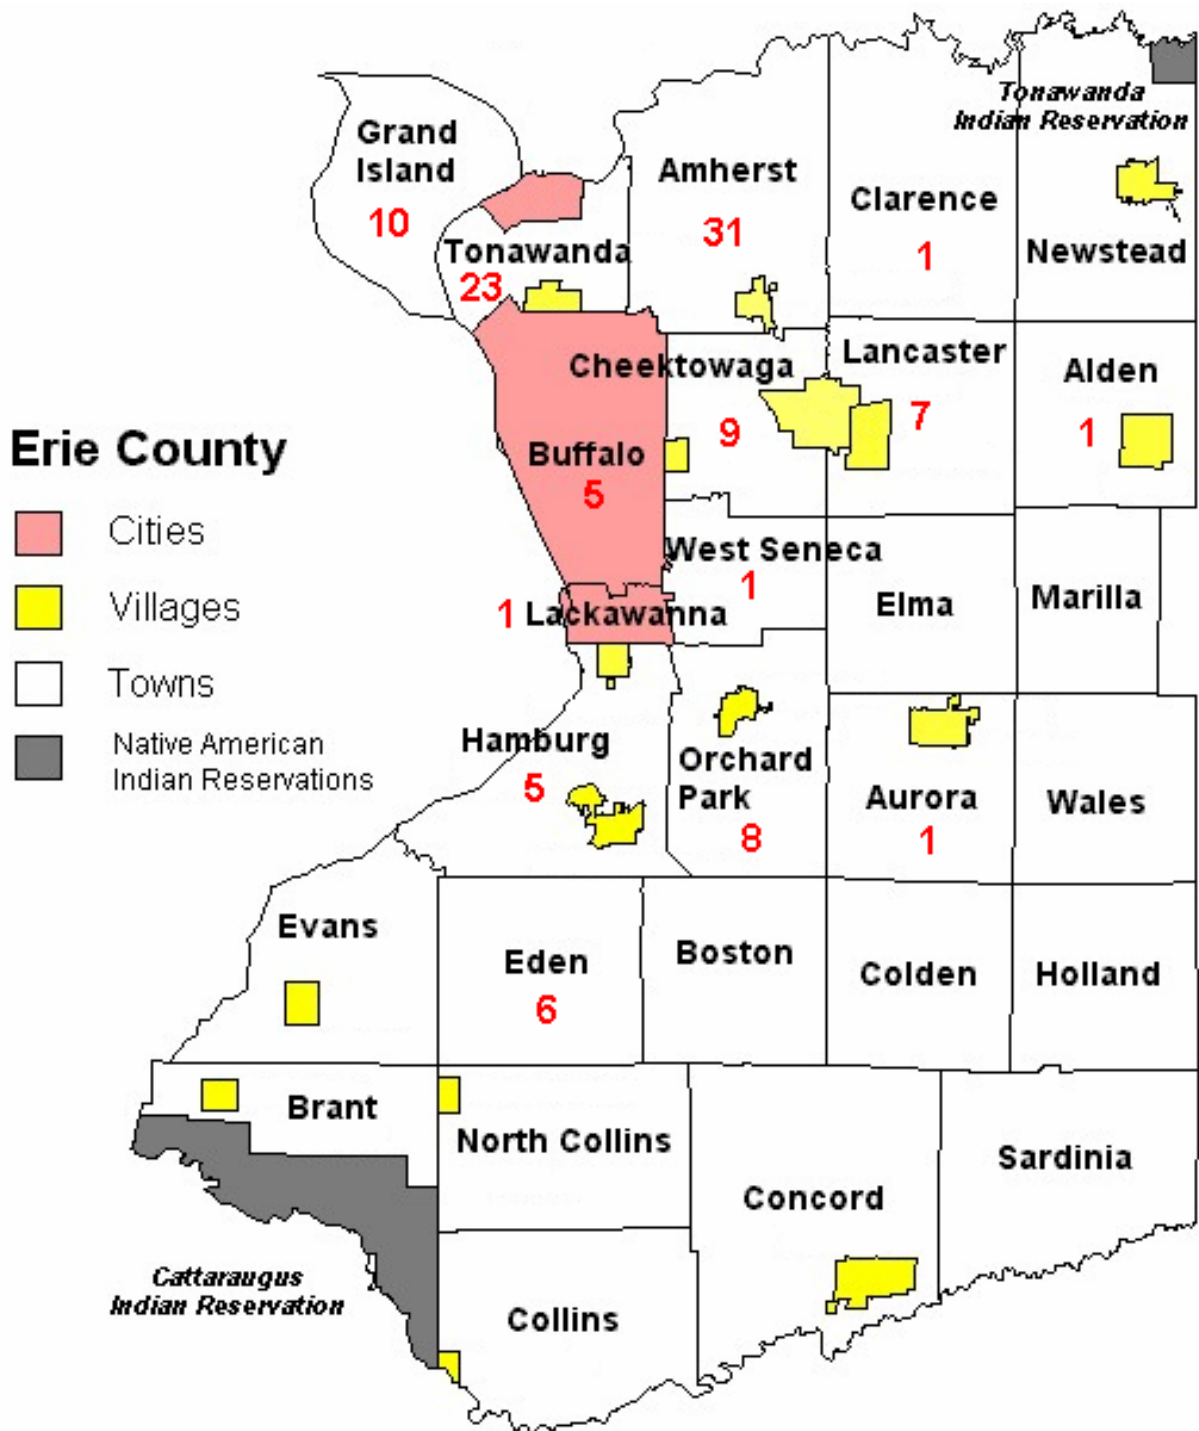 Tonawanda
Indian Reservation
Grand
Island
10
Amherst
31
Clarence
1
Newstead
Tonawanda
23
Cheektowaga
9
Lancaster
7
Alden
1
Erie County
Cities
Villages
Towns
Native American
Indian Reservations
Buffalo
5
West Seneca
1
1
Lackawanna
Elma
Marilla
Hamburg
5
Orchard
Park
8
Aurora
1
Wales
Evans
Eden
6
Boston
Colden
Holland
Brant
North Collins
Concord
Sardinia
Cattaraugus
Indian Reservation
Collins